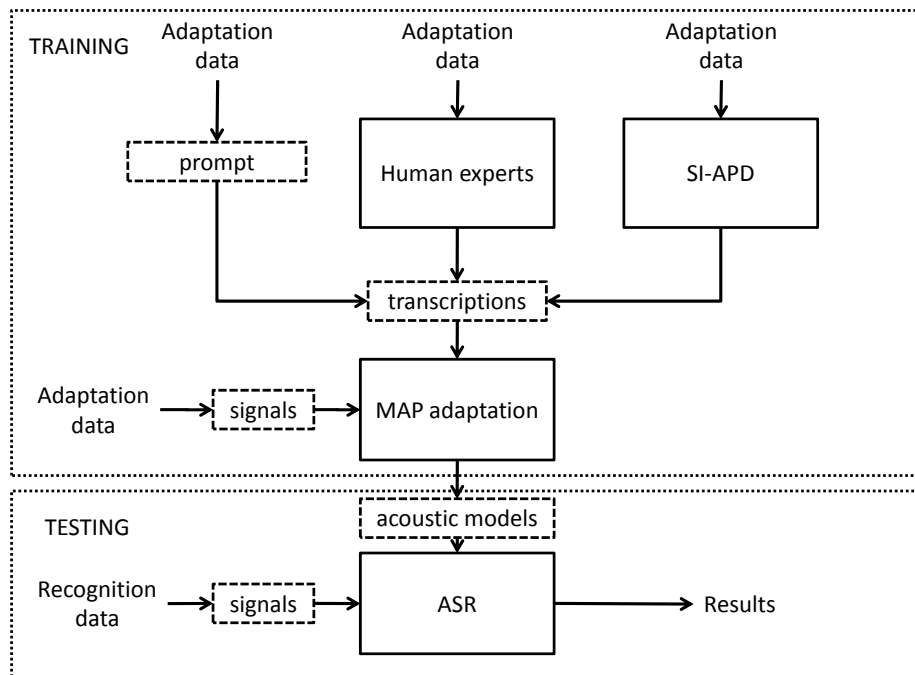 TRAINING
Adaptation
data
Adaptation
data
Adaptation
data
prompt
Human experts
SI-APD
transcriptions
Adaptation
data
signals
MAP adaptation
acoustic models
TESTING
Recognition
data
signals
ASR
Results